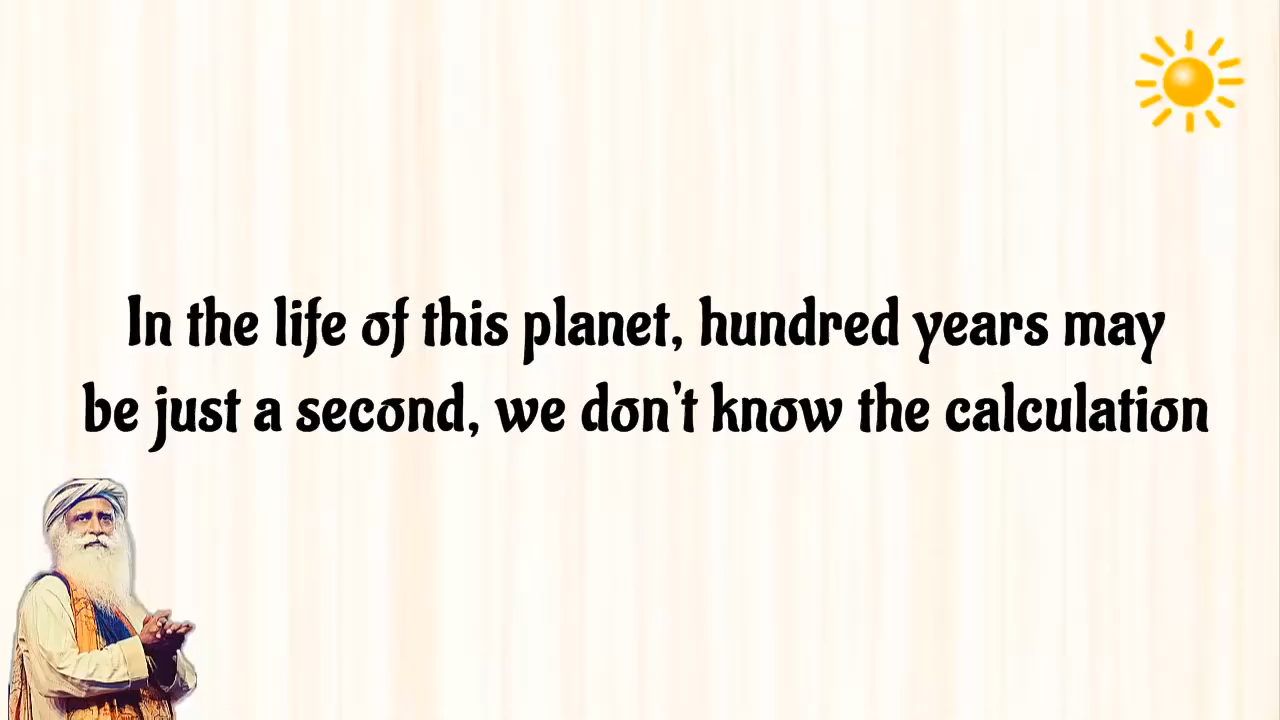 In the life of this planet, hundred years may
be just a second, we don't know the calculation